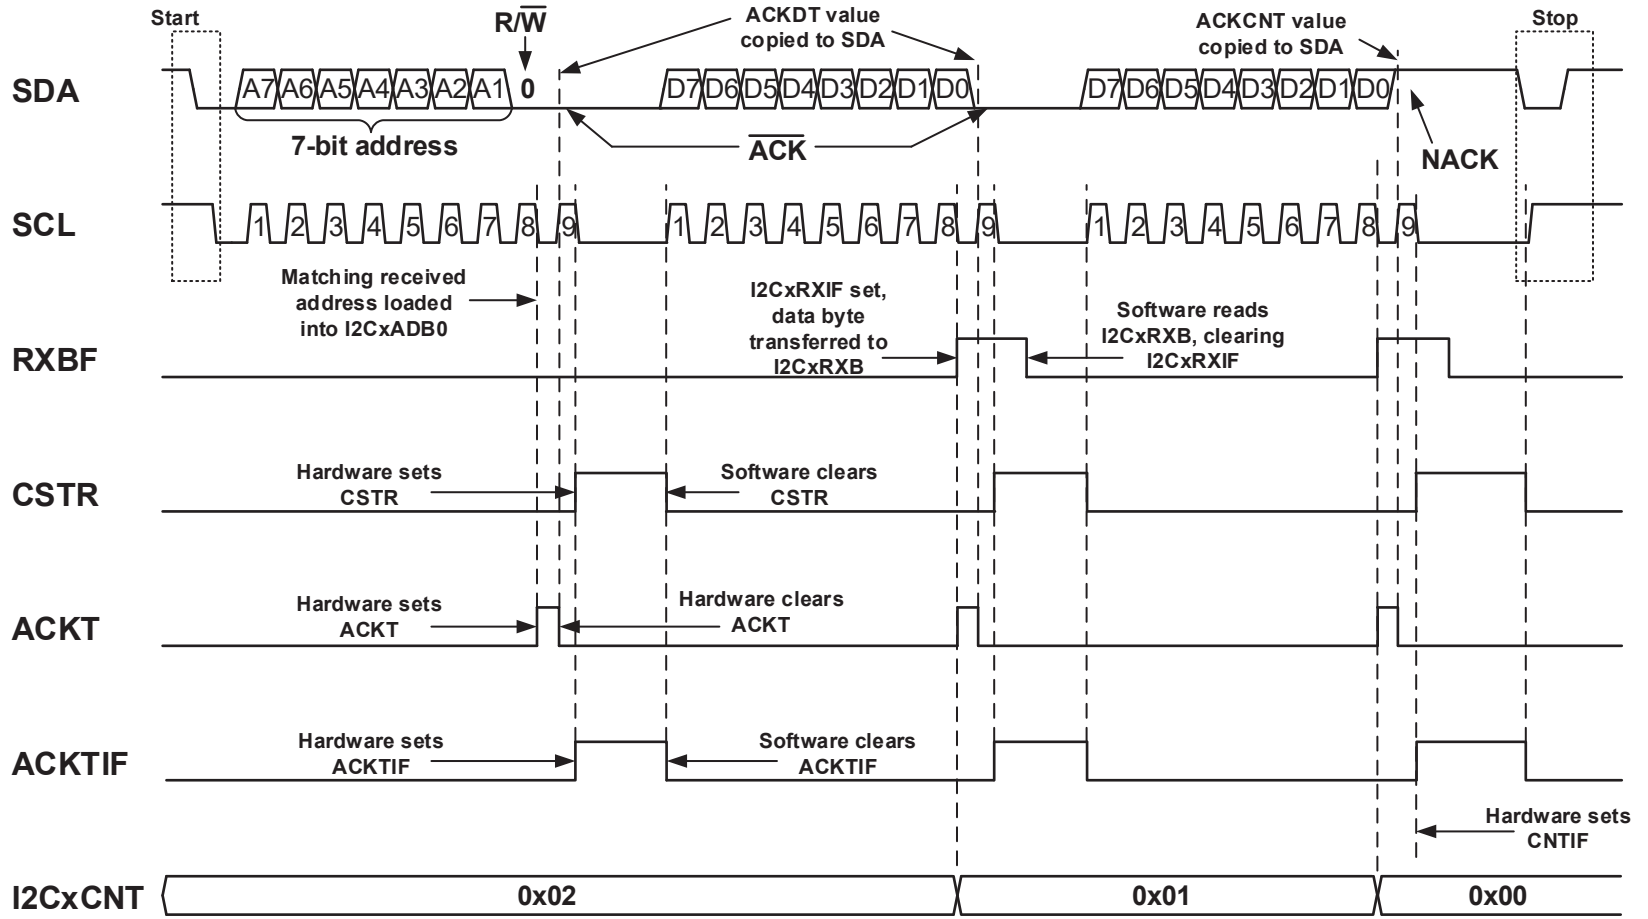 Start
R/W
ACKDT value
copied to SDA
ACKCNT value
copied to SDA
Stop
SDA
A7 A6 A5 A4 A3 A2 A1 0
D7 D6 D5 D4 D3 D2 D1 D0
D7 D6 D5 D4 D3 D2 D1 D0
7-bit address
ACK
NACK
SCL
1 2 3 4 5 6 7 8 9
1 2 3 4 5 6 7 8 9
1 2 3 4 5 6 7 8 9
Matching received
address loaded
into I2CxADB0
I2CxRXIF set,
data byte
transferred to
I2CxRXB
Software reads
I2CxRXB, clearing
I2CxRXIF
RXBF
Hardware sets
CSTR
Software clears
CSTR
CSTR
Hardware sets
ACKT
Hardware clears
ACKT
ACKT
Hardware sets
ACKTIF
Software clears
ACKTIF
ACKTIF
Hardware sets
CNTIF
I2CxCNT
0x02
0x01
0x00